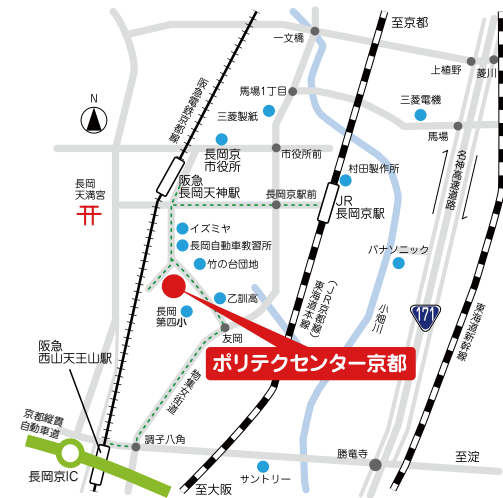 至京都
一文橋
上植野
菱川
阪急電鉄京都線
馬場1丁目
三菱製紙
三菱電機
N
馬場
長岡京
市役所
市役所前
名神高速道路
村田製作所
阪急
長岡天神駅
長岡
天満宮
長岡京駅前
JR
長岡京駅
イズミヤ
長岡自動車教習所
パナソニック
竹の台団地
(JR京都線)
東海道本線
小畑川
乙訓高
長岡
第四小
171
東海道新幹線
友岡
阪急
西山天王山駅
ポリテクセンター京都
物集女街道
京都縦貫
自動車道
調子八角
勝竜寺
至淀
長岡京IC
サントリー
至大阪